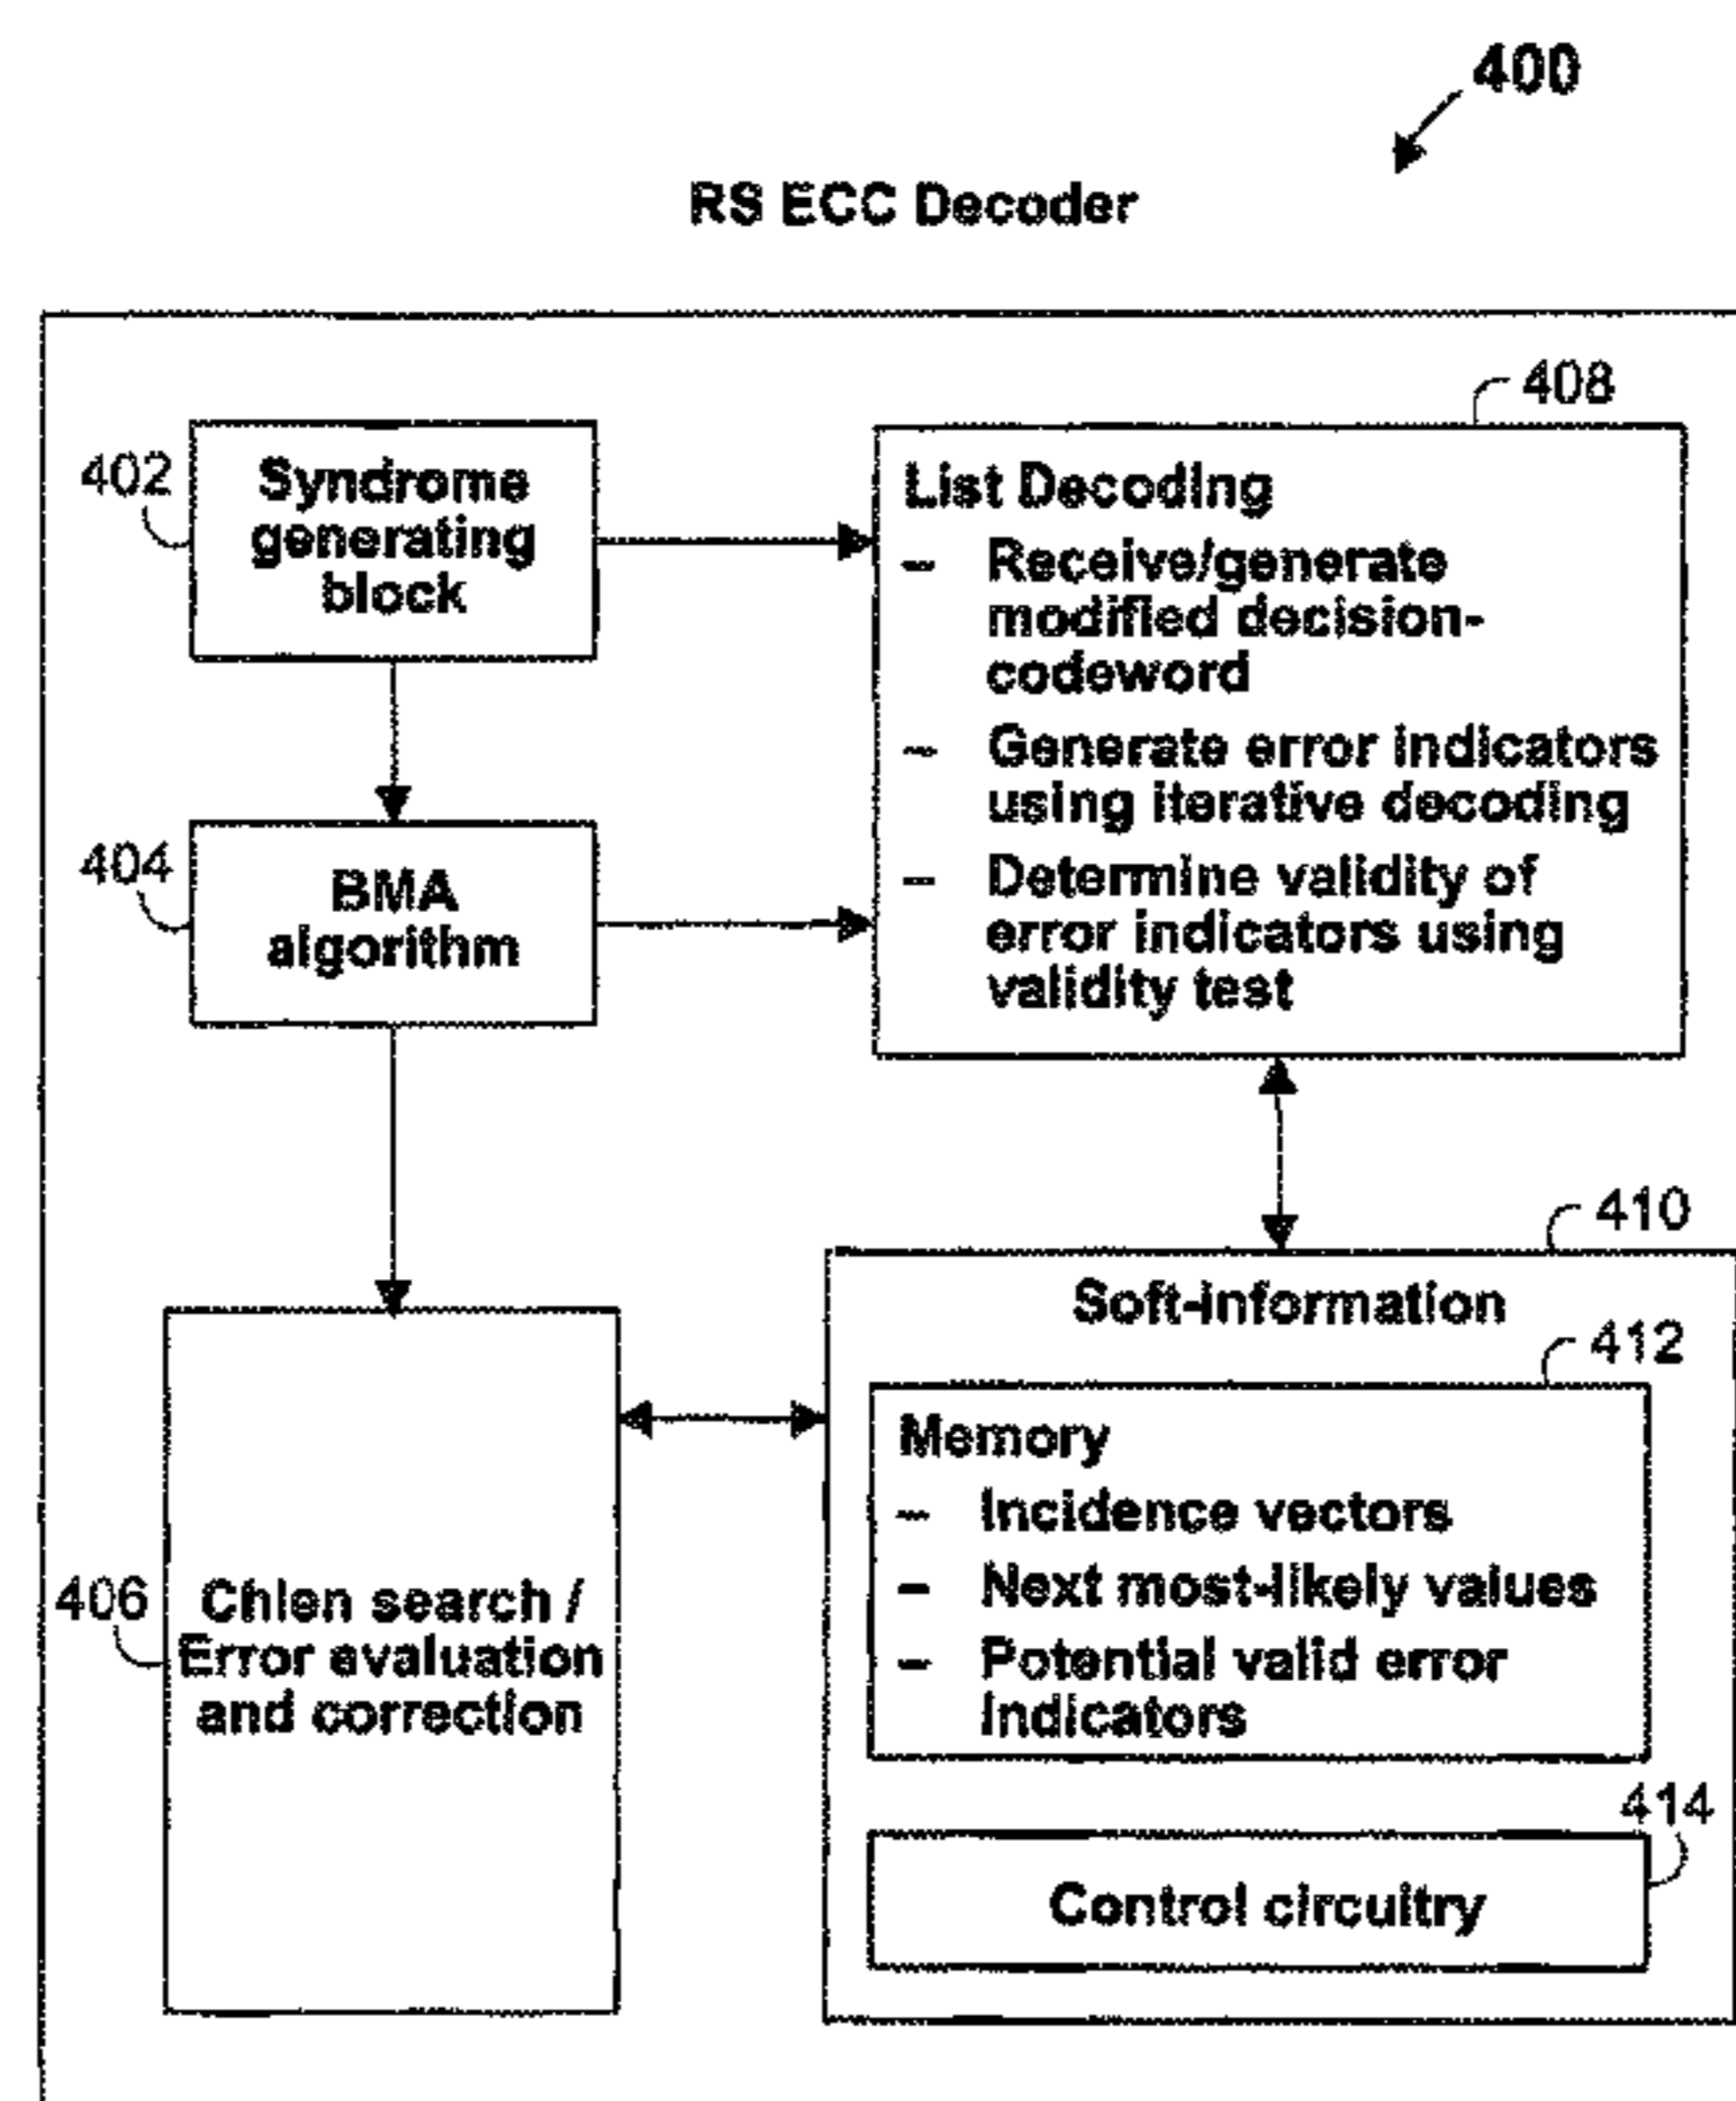 400
RS ECC Decoder
402
Syndrome
generating
block
408
List Decoding
- Receive/generate
modified decision-
codeword
- Generate error indicators
using iterative decoding
- Determine validity of
error indicators using
validity test
404
BMA
algorithm
410
Soft-information
412
Memory
- Incidence vectors
- Next most-likely values
- Potential valid error
Indicators
406
Chien search /
Error evaluation
and correction
414
Control circuitry